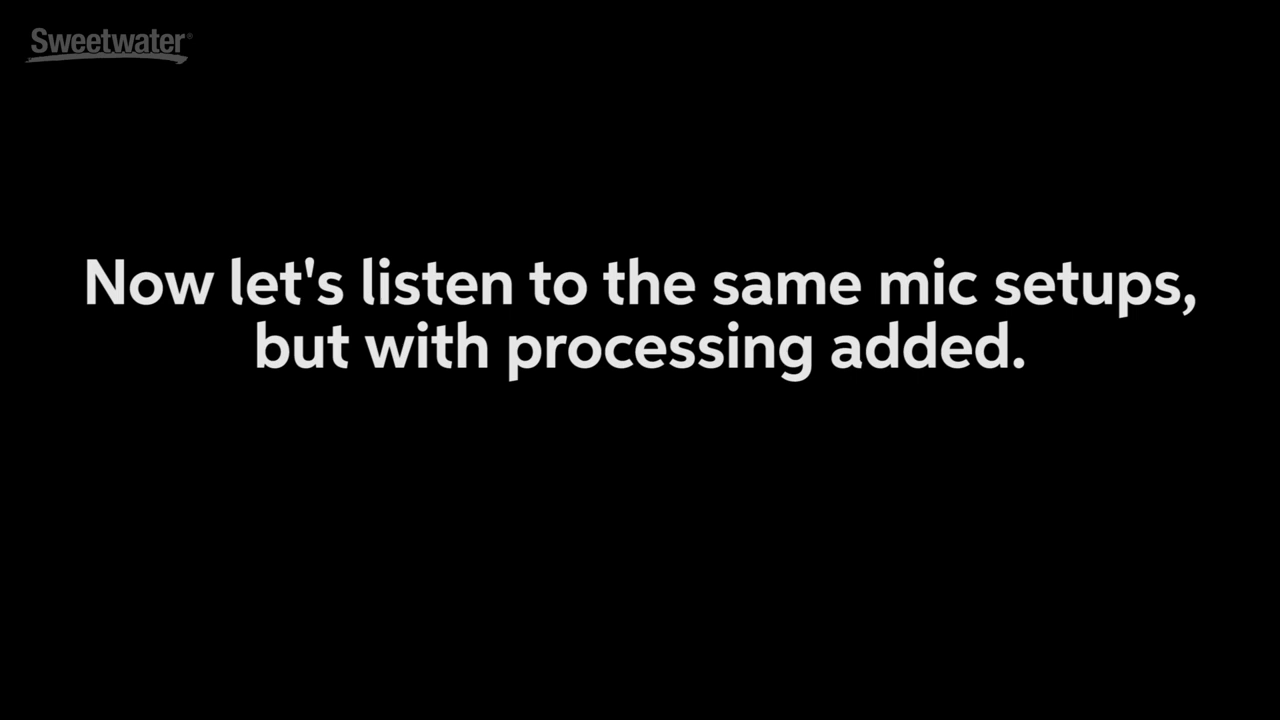 Sweetwater®
Now let's listen to the same mic setups,
but with processing added.